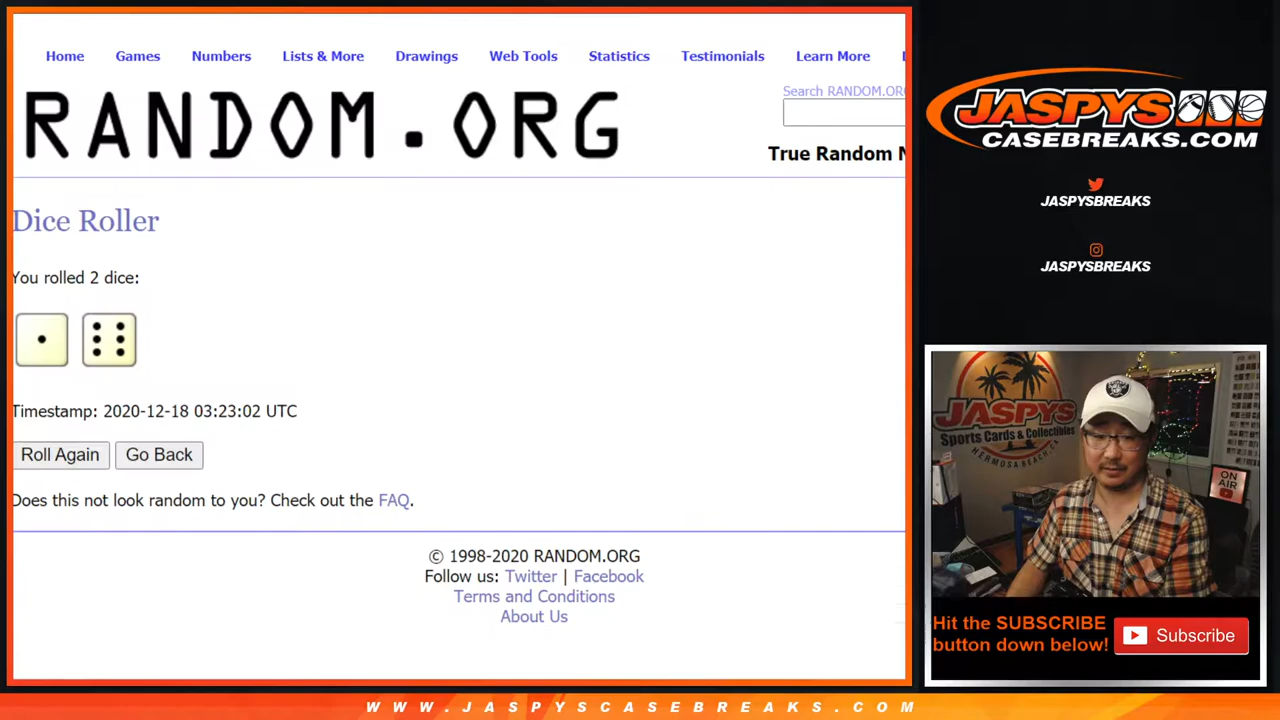 Home Games Numbers Lists & More Drawings Web Tools Statistics Testimonials Learn More
RANDOM.ORG
Search RANDOM.ORG
True Random N
Dice Roller
You rolled 2 dice:
Timestamp: 2020-12-18 03:23:02 UTC
Roll Again Go Back
Does this not look random to you? Check out the FAQ.
© 1998-2020 RANDOM.ORG
Follow us: Twitter | Facebook
Terms and Conditions
About Us
JASPYS
CASEBREAKS.COM
JASPYSBREAKS
JASPYSBREAKS
JASPYS
Sports Cards & Collectibles
HERMOSA BEACH, CA
ON
AIR
Hit the SUBSCRIBE
button down below!
Subscribe
WWW.JASPYSCASEBREAKS.COM